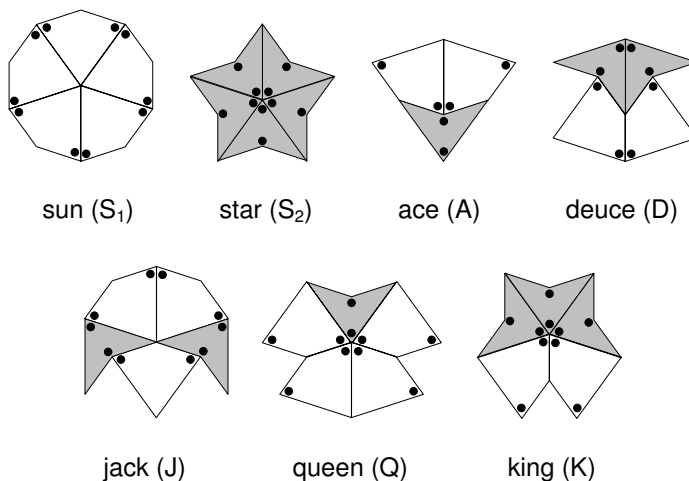 sun (S₁) star (S₂) ace (A) deuce (D)
jack (J) queen (Q) king (K)